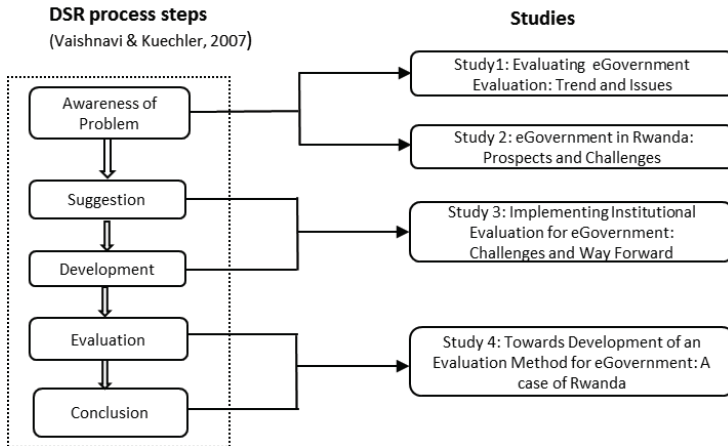 DSR process steps
(Vaishnavi & Kuechler, 2007)
Awareness of
Problem
Suggestion
Development
Evaluation
Conclusion
Studies
Study1: Evaluating eGovernment
Evaluation: Trend and Issues
Study 2: eGovernment in Rwanda:
Prospects and Challenges
Study 3: Implementing Institutional
Evaluation for eGovernment:
Challenges and Way Forward
Study 4: Towards Development of an
Evaluation Method for eGovernment: A
case of Rwanda